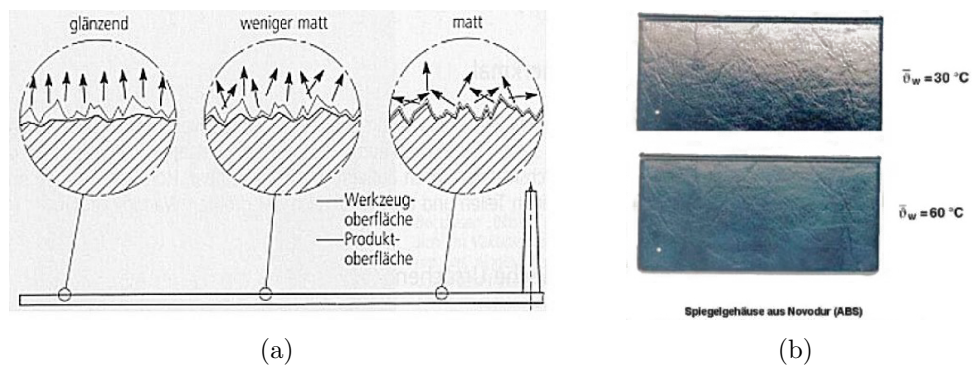 glänzend
weniger matt
matt
Werkzeug-
oberfläche
Produkt-
oberfläche
ϑ̄w = 30 °C
ϑ̄w = 60 °C
Spiegelgehäuse aus Novodur (ABS)
(a)
(b)